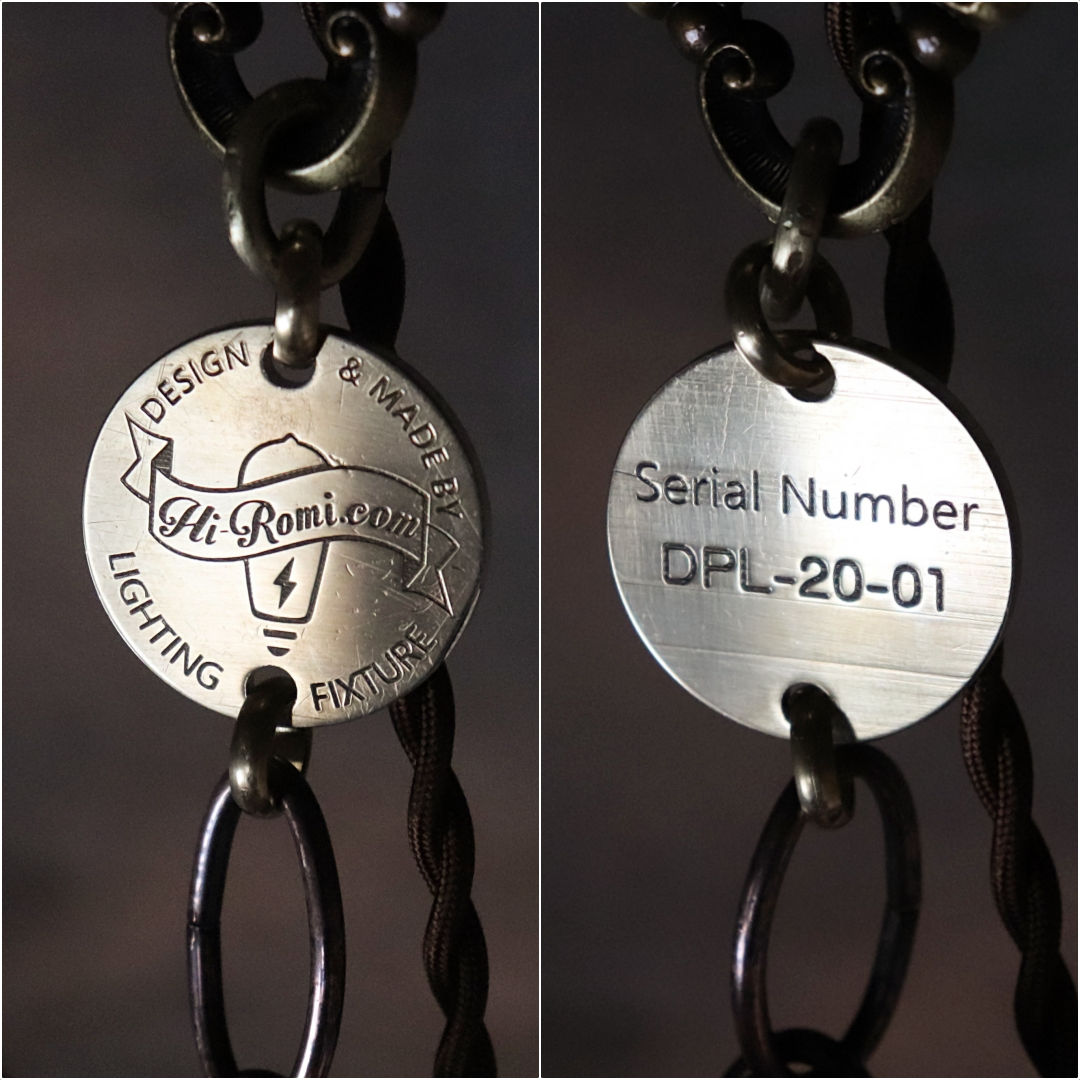 DESIGN & MADE BY
Hi-Romi.com
LIGHTING FIXTURE
Serial Number
DPL-20-01